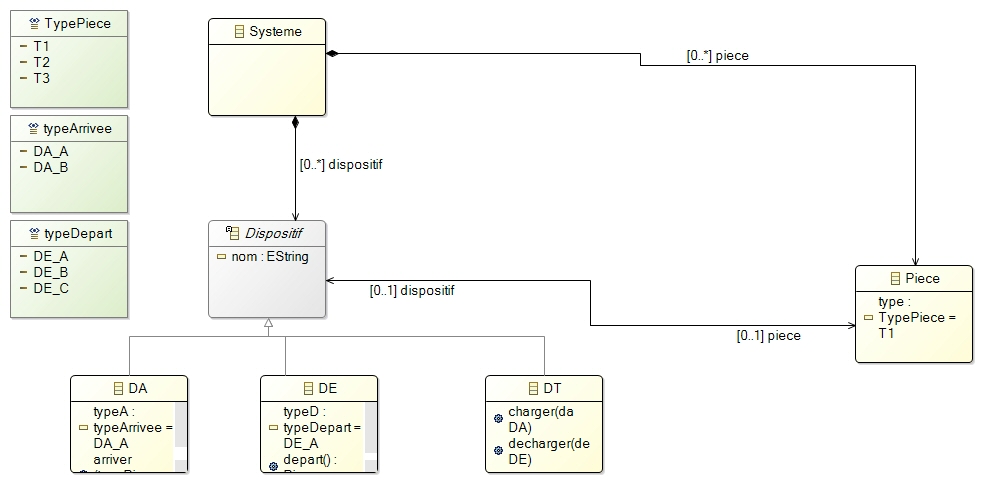 TypePiece
T1
T2
T3
typeArrivee
DA_A
DA_B
typeDepart
DE_A
DE_B
DE_C
Systeme
[0..*] piece
[0..*] dispositif
Dispositif
nom : EString
[0..1] dispositif
[0..1] piece
Piece
type :
TypePiece =
T1
DA
typeA :
typeArrivee =
DA_A
arriver
DE
typeD :
typeDepart =
DE_A
depart() :
DT
charger(da
DA)
decharger(de
DE)